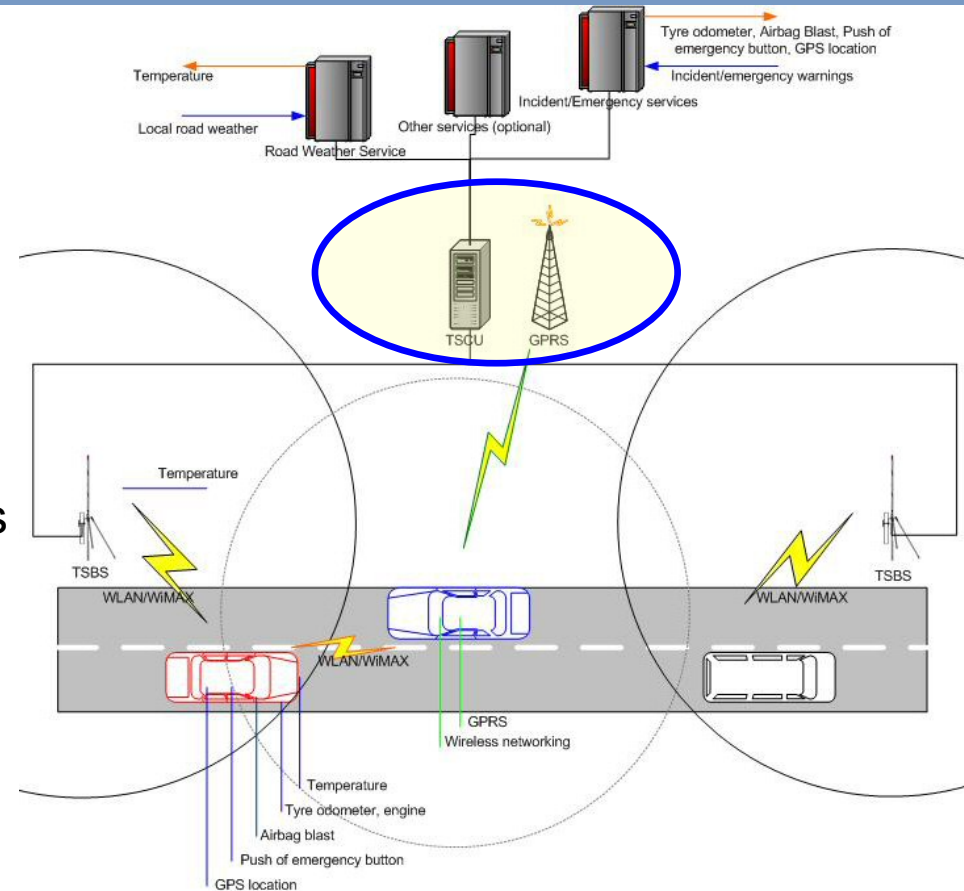 Tyre odometer, Airbag Blast, Push of
emergency button, GPS location
Temperature
Incident/emergency warnings
Incident/Emergency services
Local road weather
Other services (optional)
Road Weather Service
TSCU
GPRS
Temperature
s
TSBS
TSBS
WLAN/WiMAX
WLAN/WiMAX
WLAN/WiMAX
GPRS
Wireless networking
Temperature
Tyre odometer, engine
Airbag blast
Push of emergency button
GPS location